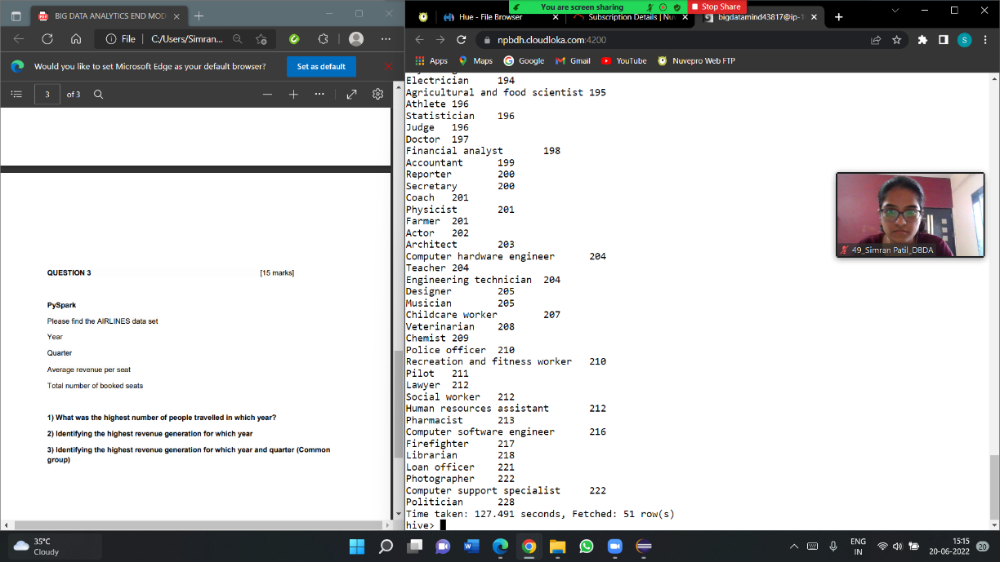 BIG DATA ANALYTICS END MOD
File
C:/Users/Simran...
Would you like to set Microsoft Edge as your default browser?
Set as default
3
of 3
QUESTION 3
[15 marks]
PySpark
Please find the AIRLINES data set
Year
Quarter
Average revenue per seat
Total number of booked seats
1) What was the highest number of people travelled in which year?
2) Identifying the highest revenue generation for which year
3) Identifying the highest revenue generation for which year and quarter (Common
group)
You are screen sharing
Stop Share
Hue - File Browser
Subscription Details | Nuv
bigdatamind43817@ip-1
npbdh.cloudloka.com:4200
S
Apps
Maps
Google
Gmail
YouTube
Nuvepro Web FTP
Electrician 194
Agricultural and food scientist 195
Athlete 196
Statistician 196
Judge 196
Doctor 197
Financial analyst 198
Accountant 199
Reporter 200
Secretary 200
Coach 201
Physicist 201
Farmer 201
Actor 202
Architect 203
Computer hardware engineer 204
Teacher 204
Engineering technician 204
Designer 205
Musician 205
Childcare worker 207
Veterinarian 208
Chemist 209
Police officer 210
Recreation and fitness worker 210
Pilot 211
Lawyer 212
Social worker 212
Human resources assistant 212
Pharmacist 213
Computer software engineer 216
Firefighter 217
Librarian 218
Loan officer 221
Photographer 222
Computer support specialist 222
Politician 228
Time taken: 127.491 seconds, Fetched: 51 row(s)
hive>
49_Simran Patil_DBDA
35°C
Cloudy
ENG
IN
15:15
20-06-2022
20